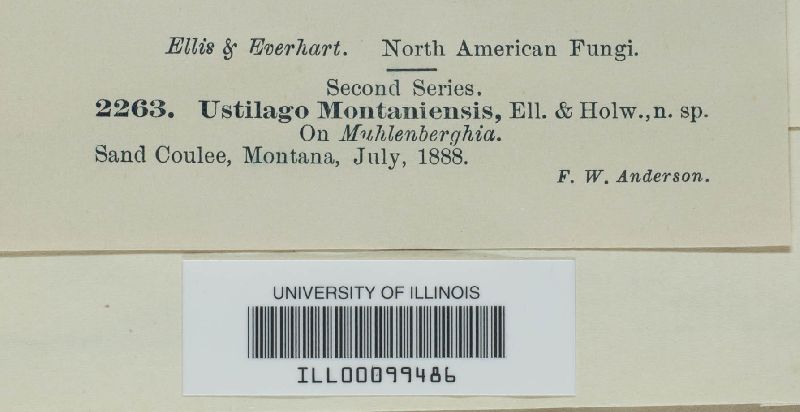 Ellis & Everhart. North American Fungi.
Second Series.
2263. Ustilago Montaniensis, Ell. & Holw., n. sp.
On Muhlenberghia.
Sand Coulee, Montana, July, 1888.
F. W. Anderson.
UNIVERSITY OF ILLINOIS
ILL00099486